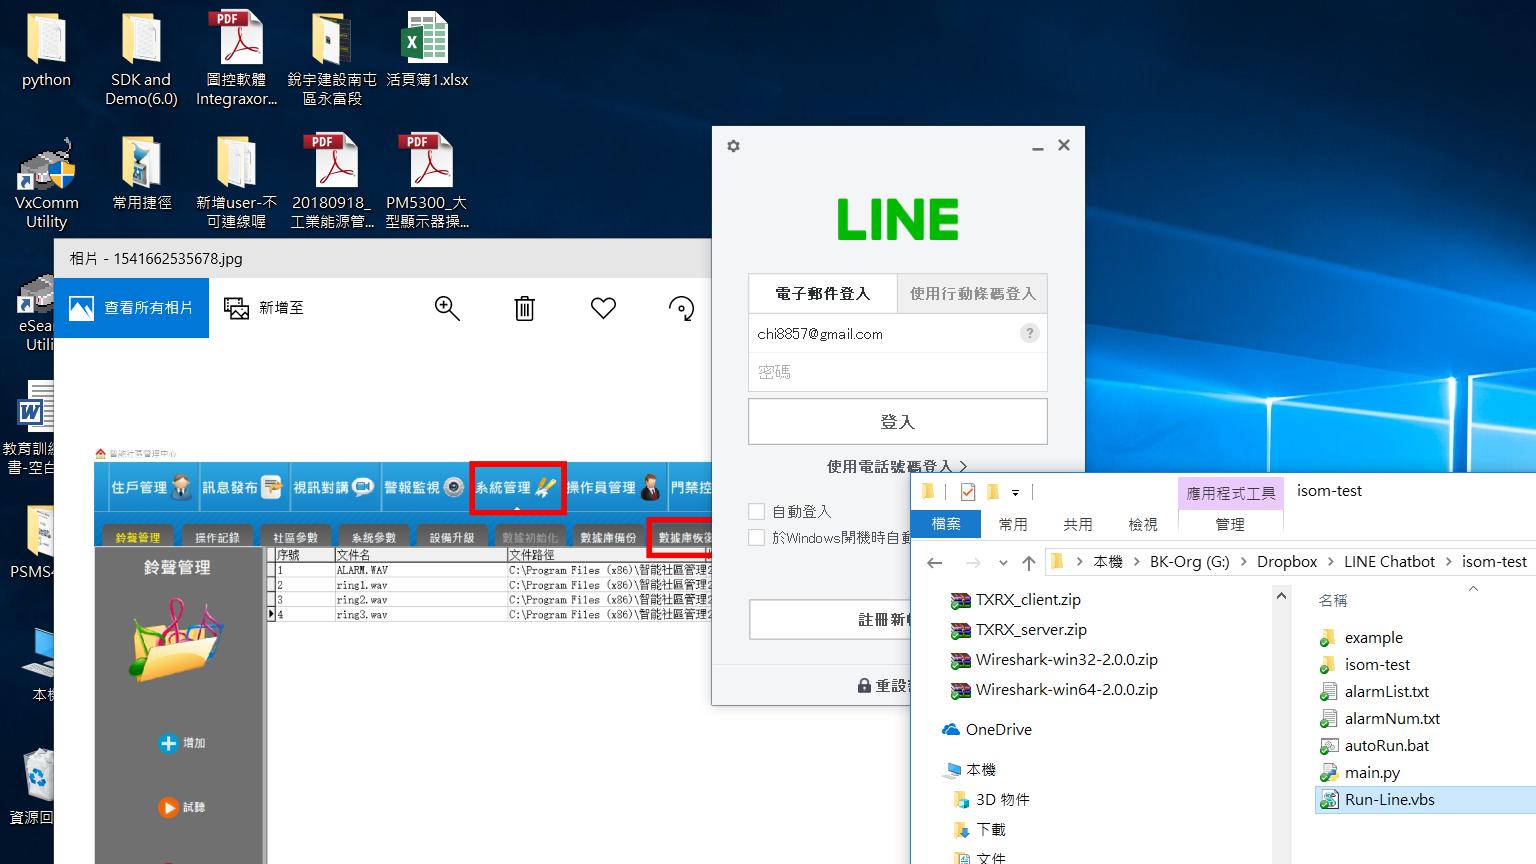 python
SDK and
Demo(6.0)
圖控軟體
Integraxor...
銳宇建設南屯
區永富段
活頁簿1.xlsx
VxComm
Utility
常用捷徑
新增user-不
可連線喔
20180918_
工業能源管...
PM5300_大
型顯示器操...
eSea
Utili
教育訓練
書-空白
PSMS4
本機
資源回
相片 - 1541662535678.jpg
查看所有相片
新增至
智能社區管理中心
住戶管理
訊息發布
視訊對講
警報監視
系統管理
操作員管理
門禁控
鈴聲管理
操作記錄
社區參數
系統參數
設備升級
數據初始化
數據庫備份
數據庫恢復
鈴聲管理
增加
試聽
序號 文件名 文件路徑
1 ALARM.WAV C:\Program Files (x86)\智能社區管理
2 ring1.wav C:\Program Files (x86)\智能社區管理
3 ring2.wav C:\Program Files (x86)\智能社區管理
4 ring3.wav C:\Program Files (x86)\智能社區管理
LINE
電子郵件登入
使用行動條碼登入
chi8857@gmail.com
?
密碼
登入
使用電話號碼登入
自動登入
於Windows開機時自動
註冊新帳
重設
應用程式工具
isom-test
檔案
常用
共用
檢視
管理
本機 > BK-Org (G:) > Dropbox > LINE Chatbot > isom-test
TXRX_client.zip
TXRX_server.zip
Wireshark-win32-2.0.0.zip
Wireshark-win64-2.0.0.zip
OneDrive
本機
3D 物件
下載
文件
名稱
example
isom-test
alarmList.txt
alarmNum.txt
autoRun.bat
main.py
Run-Line.vbs